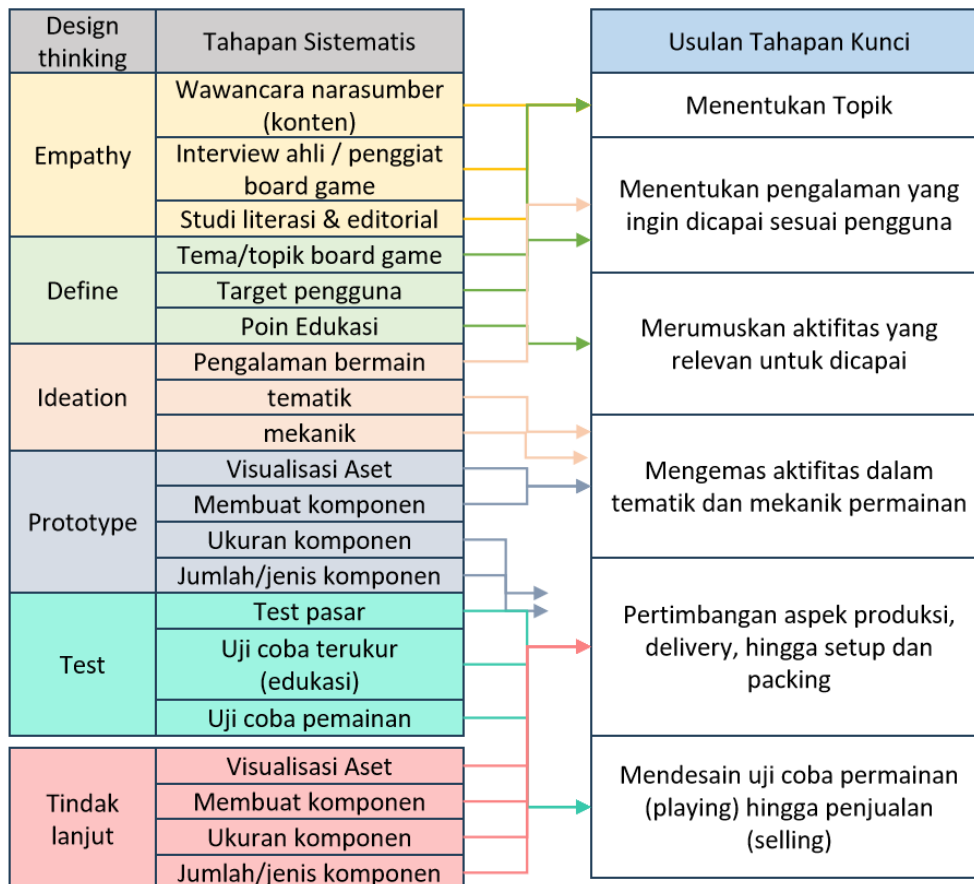 Design
thinking
Tahapan Sistematis
Usulan Tahapan Kunci
Empathy
Wawancara narasumber
(konten)
Interview ahli / penggiat
board game
Studi literasi & editorial
Define
Tema/topik board game
Target pengguna
Poin Edukasi
Ideation
Pengalaman bermain
tematik
mekanik
Prototype
Visualisasi Aset
Membuat komponen
Ukuran komponen
Jumlah/jenis komponen
Test
Test pasar
Uji coba terukur
(edukasi)
Uji coba pemainan
Tindak
lanjut
Visualisasi Aset
Membuat komponen
Ukuran komponen
Jumlah/jenis komponen
Menentukan Topik
Menentukan pengalaman yang
ingin dicapai sesuai pengguna
Merumuskan aktifitas yang
relevan untuk dicapai
Mengemas aktifitas dalam
tematik dan mekanik permainan
Pertimbangan aspek produksi,
delivery, hingga setup dan
packing
Mendesain uji coba permainan
(playing) hingga penjualan
(selling)